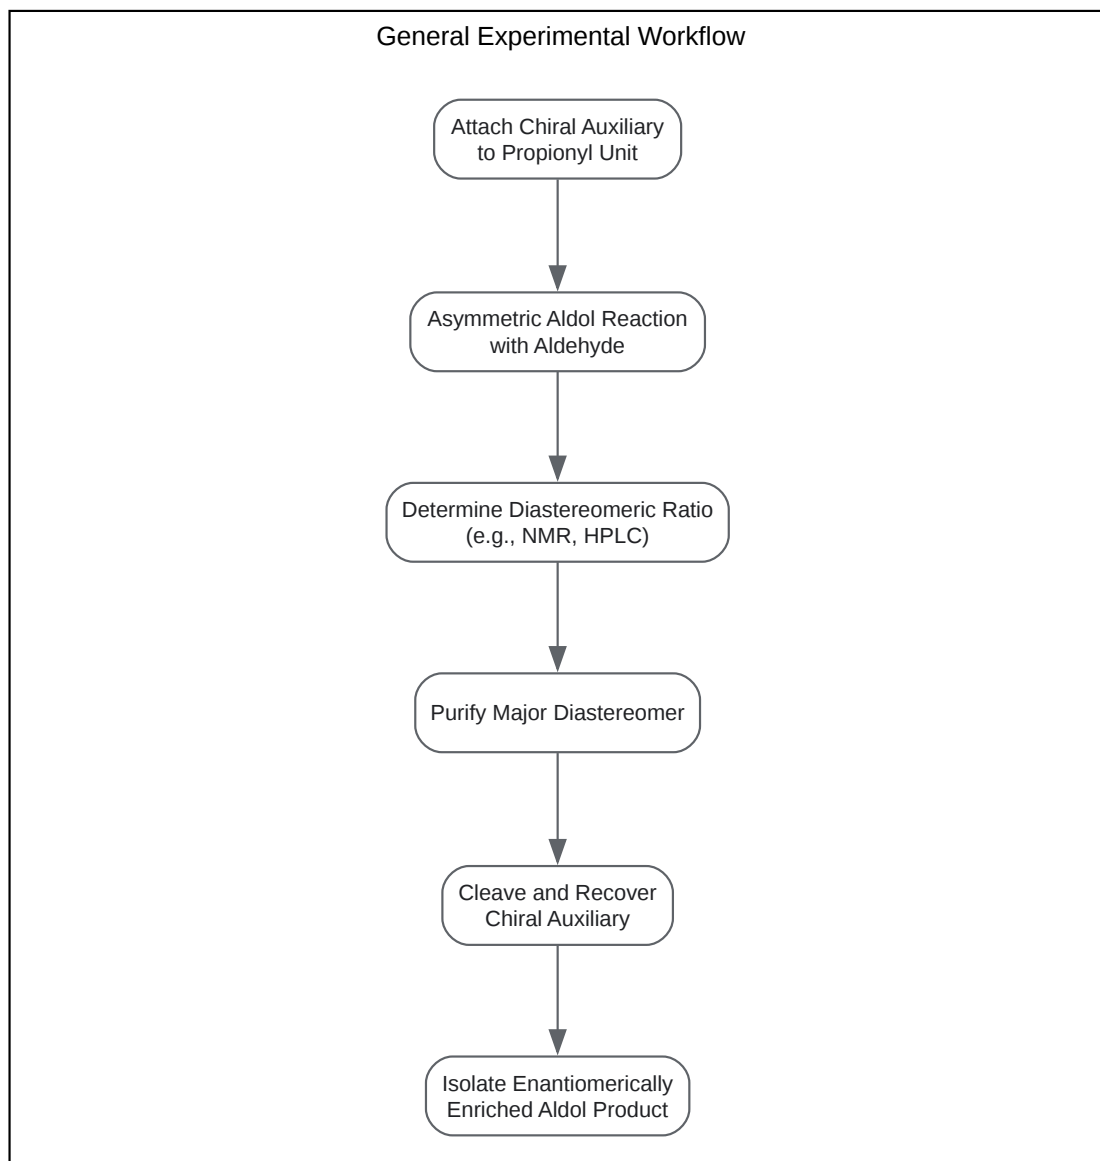 General Experimental Workflow
Attach Chiral Auxiliary
to Propionyl Unit
Asymmetric Aldol Reaction
with Aldehyde
Determine Diastereomeric Ratio
(e.g., NMR, HPLC)
Purify Major Diastereomer
Cleave and Recover
Chiral Auxiliary
Isolate Enantiomerically
Enriched Aldol Product